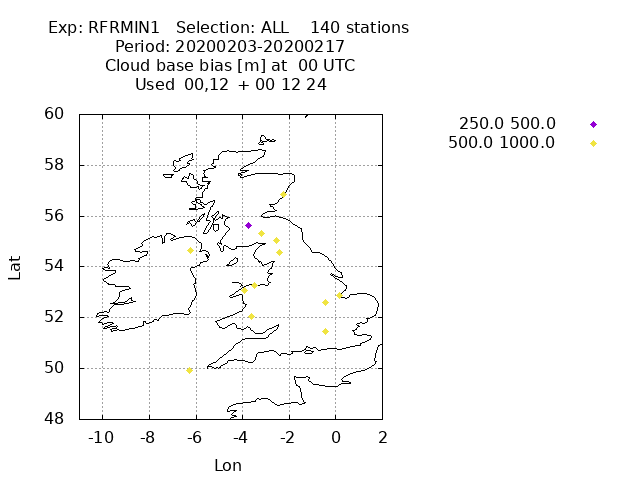 Exp: RFRMIN1 Selection: ALL 140 stations
Period: 20200203-20200217
Cloud base bias [m] at 00 UTC
Used 00,12 + 00 12 24
250.0 500.0
500.0 1000.0
60
58
56
54
52
50
48
Lat
-10 -8 -6 -4 -2 0 2
Lon